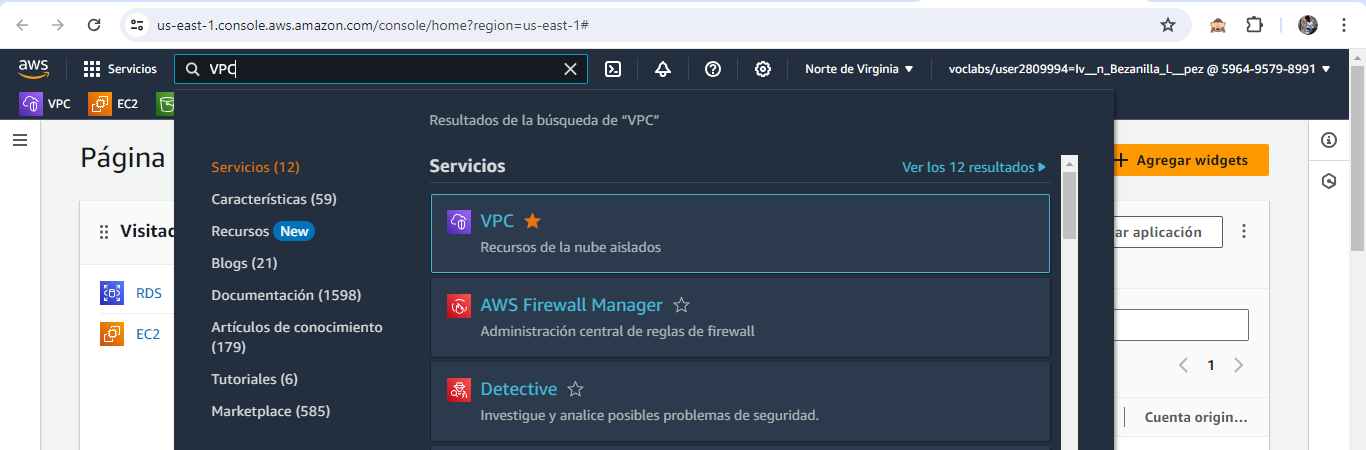 us-east-1.console.aws.amazon.com/console/home?region=us-east-1#
aws
Servicios
VPC
Norte de Virginia
voclabs/user2809994=Iv__n_Bezanilla_L__pez @ 5964-9579-8991
VPC
EC2
Resultados de la búsqueda de “VPC”
Página
Servicios (12)
Servicios
Ver los 12 resultados
Agregar widgets
Características (59)
Recursos New
VPC
Recursos de la nube aislados
Blogs (21)
Documentación (1598)
AWS Firewall Manager
Administración central de reglas de firewall
Artículos de conocimiento
(179)
Tutoriales (6)
Detective
Investigue y analice posibles problemas de seguridad.
Marketplace (585)
RDS
EC2
aplicación
1
Cuenta origin...